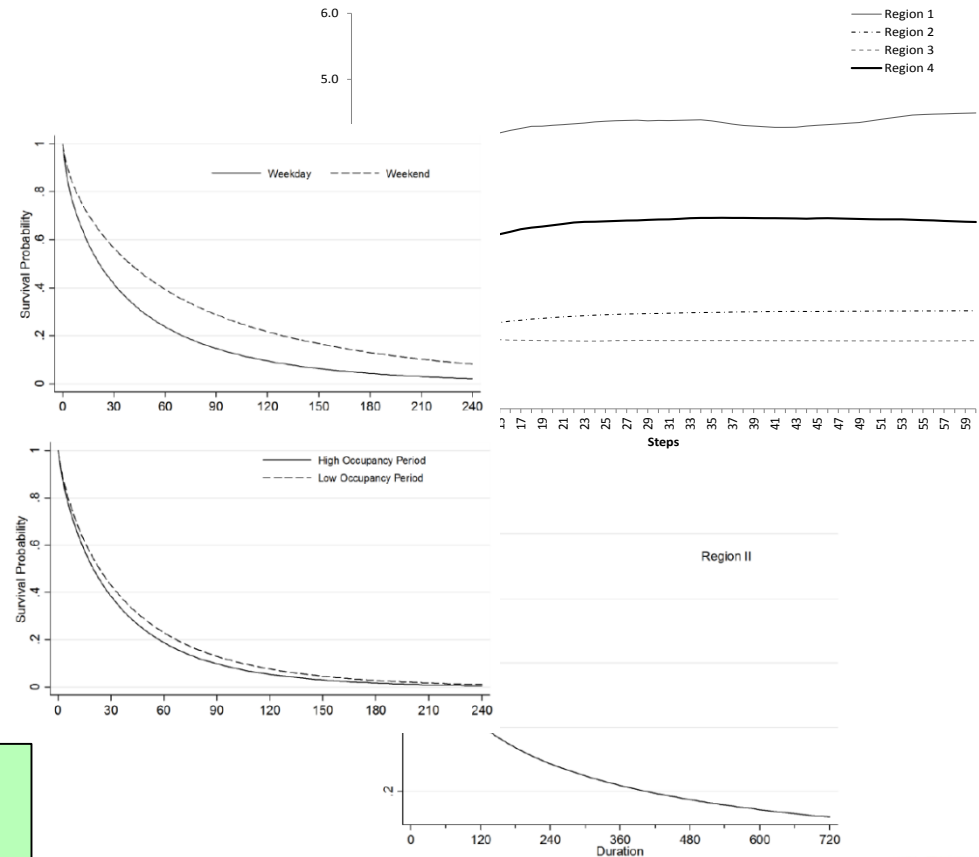 6.0
5.0
Region 1
Region 2
Region 3
Region 4
17 19 21 23 25 27 29 31 33 35 37 39 41 43 45 47 49 51 53 55 57 59
Steps
Survival Probability
1
.8
.6
.4
.2
0
Weekday Weekend
0 30 60 90 120 150 180 210 240
Survival Probability
1
.8
.6
.4
.2
0
High Occupancy Period
Low Occupancy Period
0 30 60 90 120 150 180 210 240
Region II
.2
0 120 240 360 480 600 720
Duration